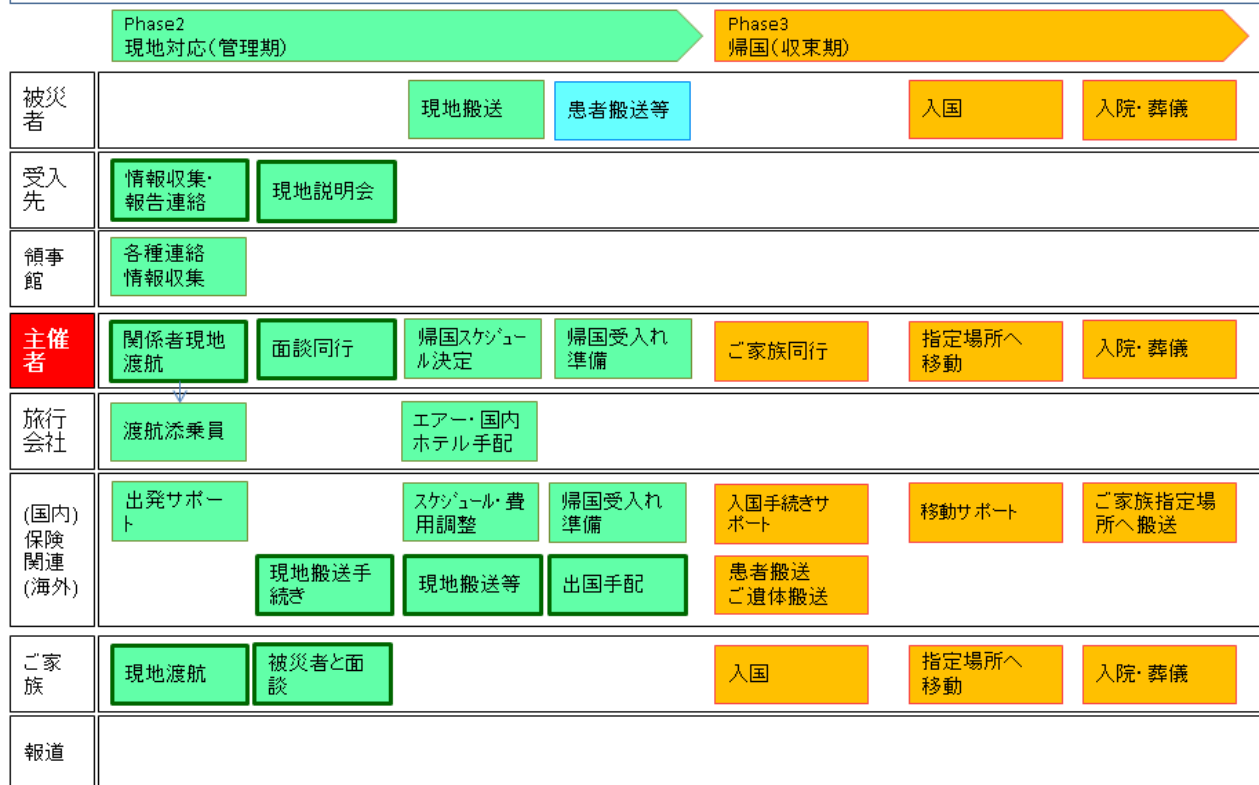 Phase2
現地対応(管理期)
Phase3
帰国(収束期)
被災
者
現地搬送
患者搬送等
入国
入院・葬儀
受入
先
情報収集・
報告連絡
現地説明会
領事
館
各種連絡
情報収集
主催
者
関係者現地
渡航
面談同行
帰国スケジュー
ル決定
帰国受入れ
準備
ご家族同行
指定場所へ
移動
入院・葬儀
旅行
会社
渡航添乗員
エアー・国内
ホテル手配
(国内)
保険
関連
(海外)
出発サポー
ト
スケジュール・費
用調整
帰国受入れ
準備
入国手続きサ
ポート
移動サポート
ご家族指定場
所へ搬送
現地搬送手
続き
現地搬送等
出国手配
患者搬送
ご遺体搬送
ご家
族
現地渡航
被災者と面
談
入国
指定場所へ
移動
入院・葬儀
報道